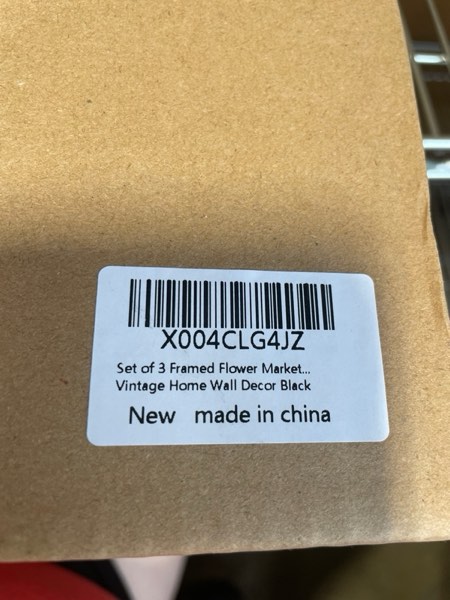 X004CLG4JZ
Set of 3 Framed Flower Market...
Vintage Home Wall Decor Black
New made in china